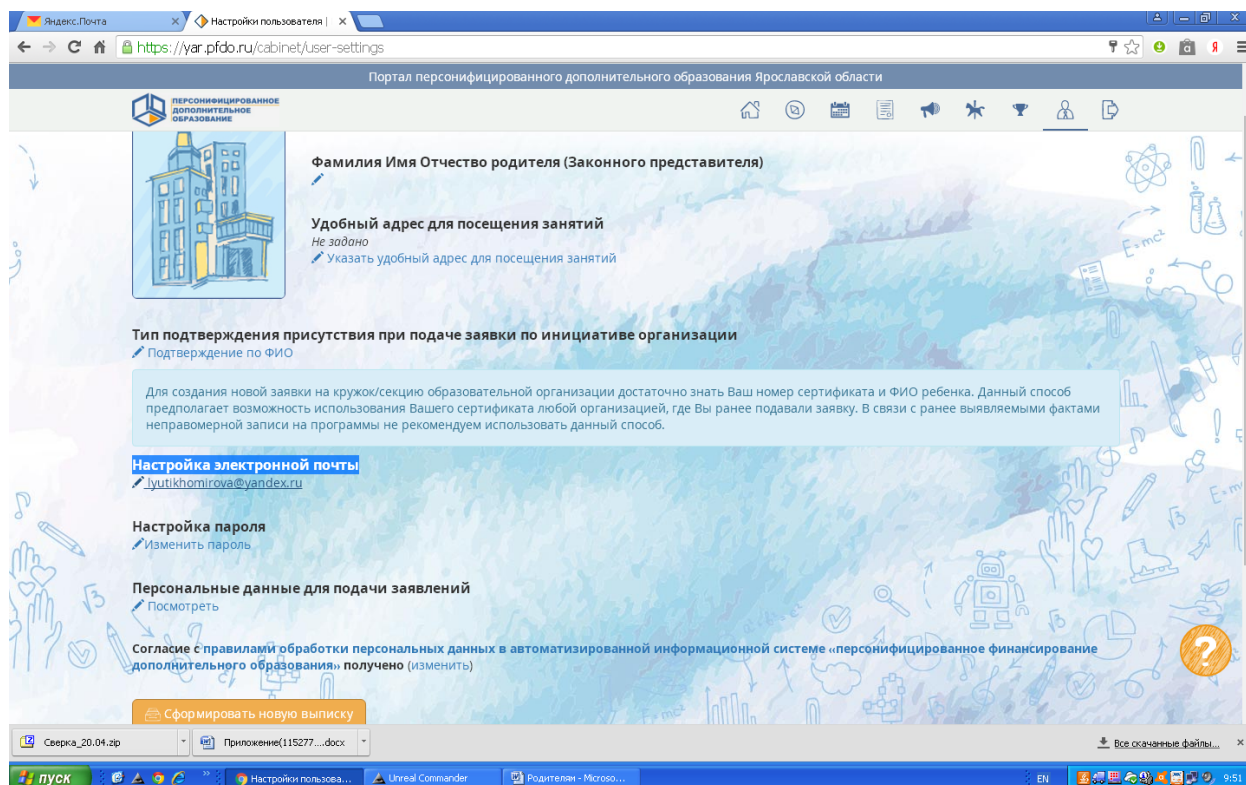 Яндекс.Почта
Настройки пользователя |
https://yar.pfdo.ru/cabinet/user-settings
Портал персонифицированного дополнительного образования Ярославской области
ПЕРСОНИФИЦИРОВАННОЕ
ДОПОЛНИТЕЛЬНОЕ
ОБРАЗОВАНИЕ
Фамилия Имя Отчество родителя (Законного представителя)
Удобный адрес для посещения занятий
Не задано
Указать удобный адрес для посещения занятий
Тип подтверждения присутствия при подаче заявки по инициативе организации
Подтверждение по ФИО
Для создания новой заявки на кружок/секцию образовательной организации достаточно знать Ваш номер сертификата и ФИО ребенка. Данный способ
предполагает возможность использования Вашего сертификата любой организацией, где Вы ранее подавали заявку. В связи с ранее выявляемыми фактами
неправомерной записи на программы не рекомендуем использовать данный способ.
Настройка электронной почты
lyutikhomirova@yandex.ru
Настройка пароля
Изменить пароль
Персональные данные для подачи заявлений
Посмотреть
Согласие с правилами обработки персональных данных в автоматизированной информационной системе «персонифицированное финансирование
дополнительного образования» получено (изменить)
Сформировать новую выписку
Сверка_20.04.zip
Приложение(115277....docx
Все скачанные файлы...
пуск
Настройки пользова...
Unreal Commander
Родителям - Microso...
EN
9:51